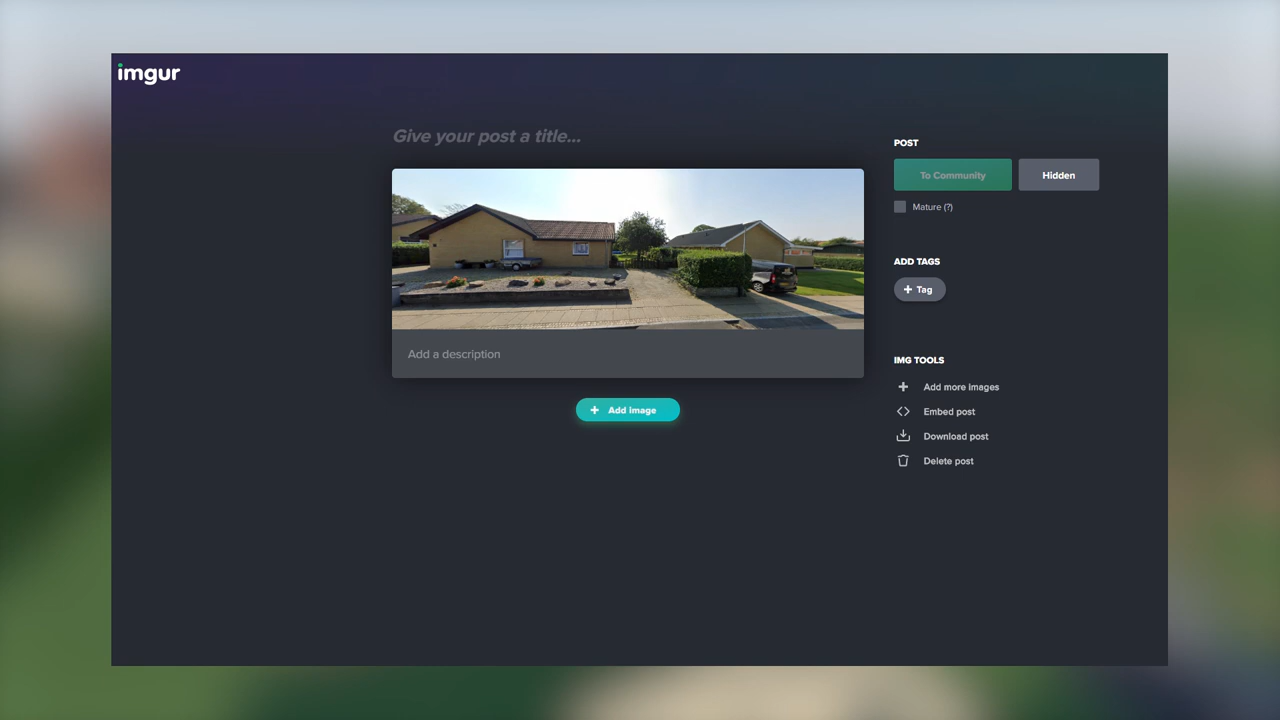 imgur
Give your post a title...
Add a description
+ Add image
POST
To Community
Hidden
Mature (?)
ADD TAGS
+ Tag
IMG TOOLS
Add more images
Embed post
Download post
Delete post